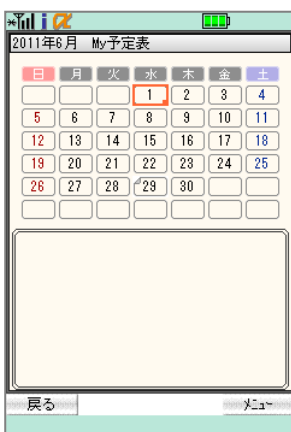 i α
2011年6月 My予定表
日 月 火 水 木 金 土
1 2 3 4
5 6 7 8 9 10 11
12 13 14 15 16 17 18
19 20 21 22 23 24 25
26 27 28 29 30
戻る ﾒﾆｭｰ